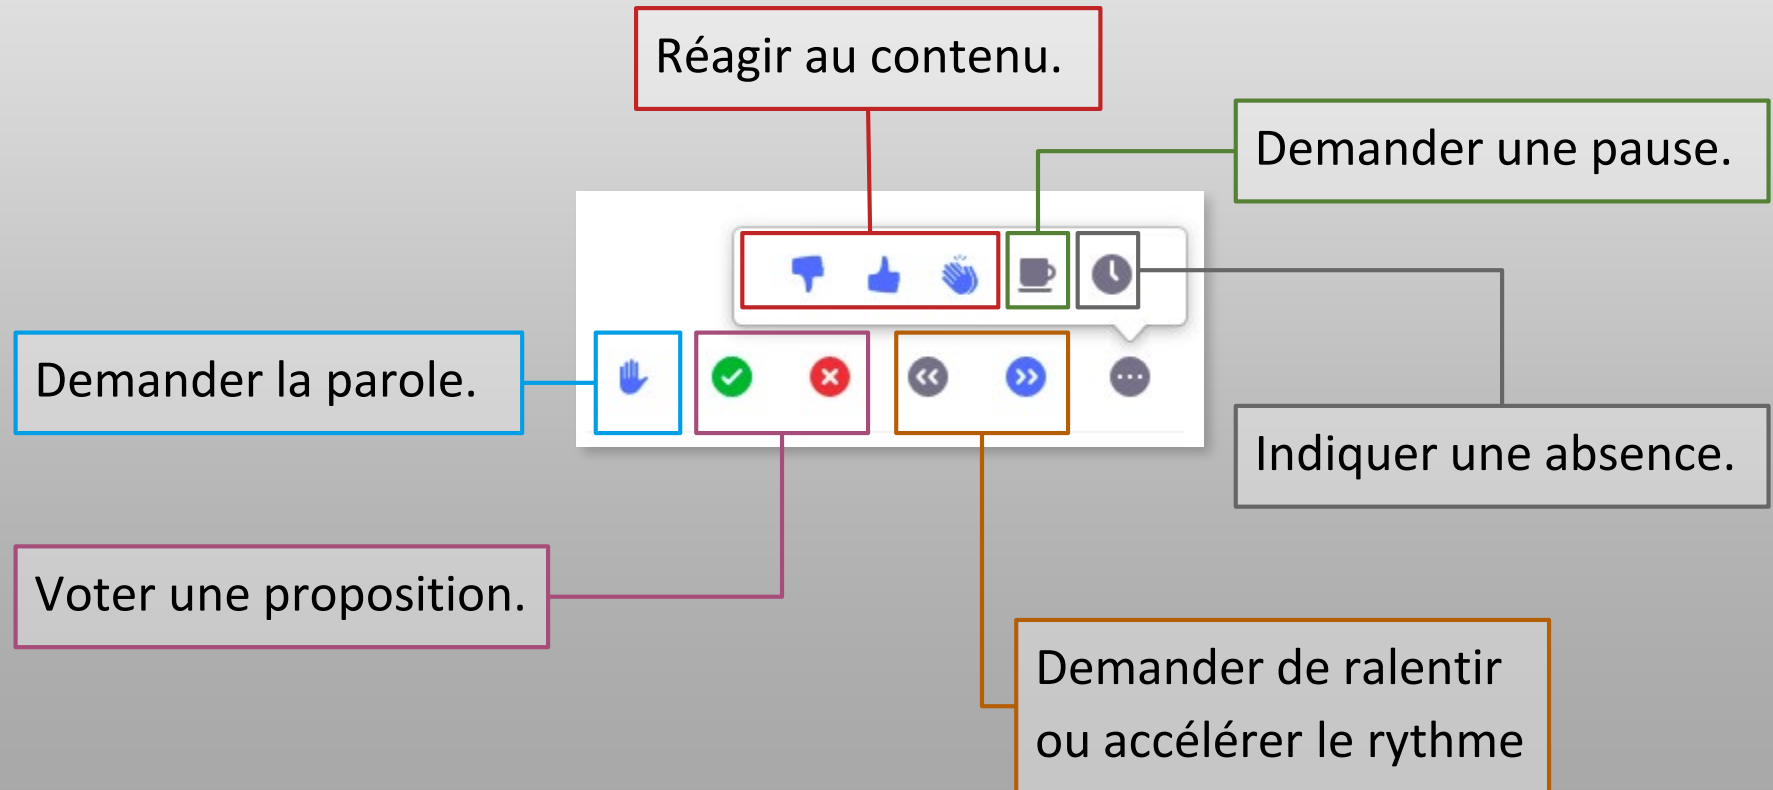 Réagir au contenu.
Demander une pause.
Demander la parole.
Indiquer une absence.
Voter une proposition.
Demander de ralentir
ou accélérer le rythme